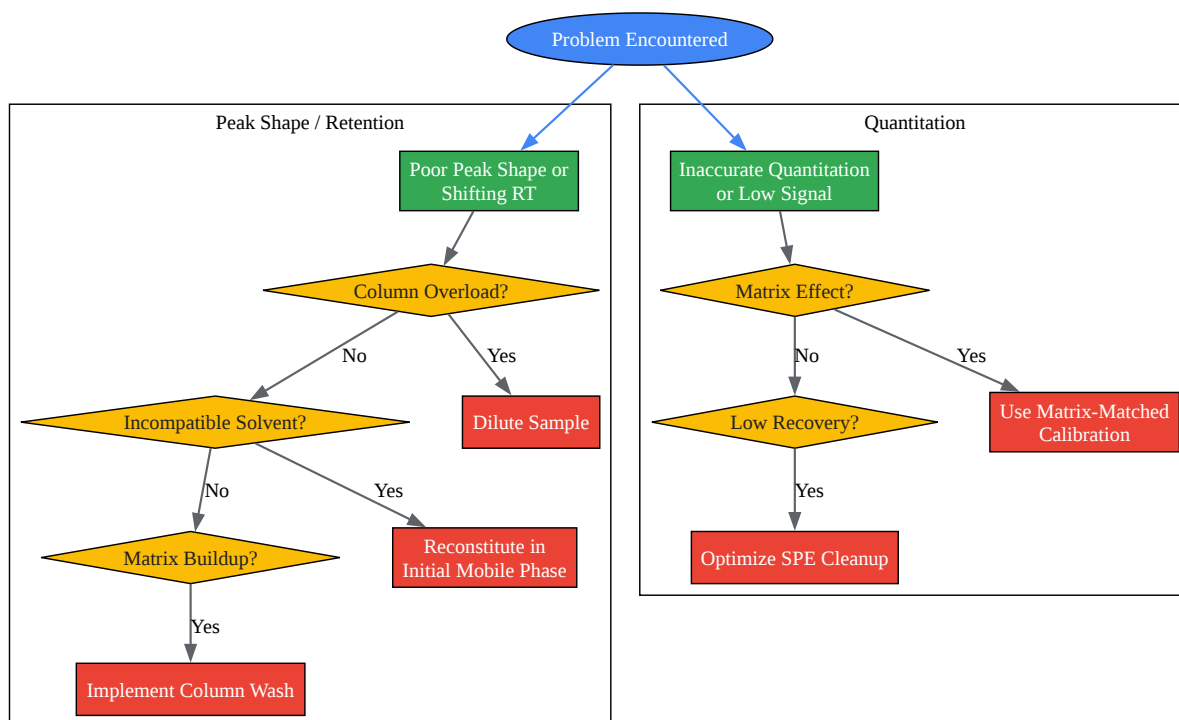 Problem Encountered
Peak Shape / Retention
Quantitation
Poor Peak Shape or
Shifting RT
Inaccurate Quantitation
or Low Signal
Column Overload?
Matrix Effect?
No
Yes
No
Yes
Incompatible Solvent?
Dilute Sample
Low Recovery?
Use Matrix-Matched
Calibration
No
Yes
Yes
Matrix Buildup?
Reconstitute in
Initial Mobile Phase
Optimize SPE Cleanup
Yes
Implement Column Wash